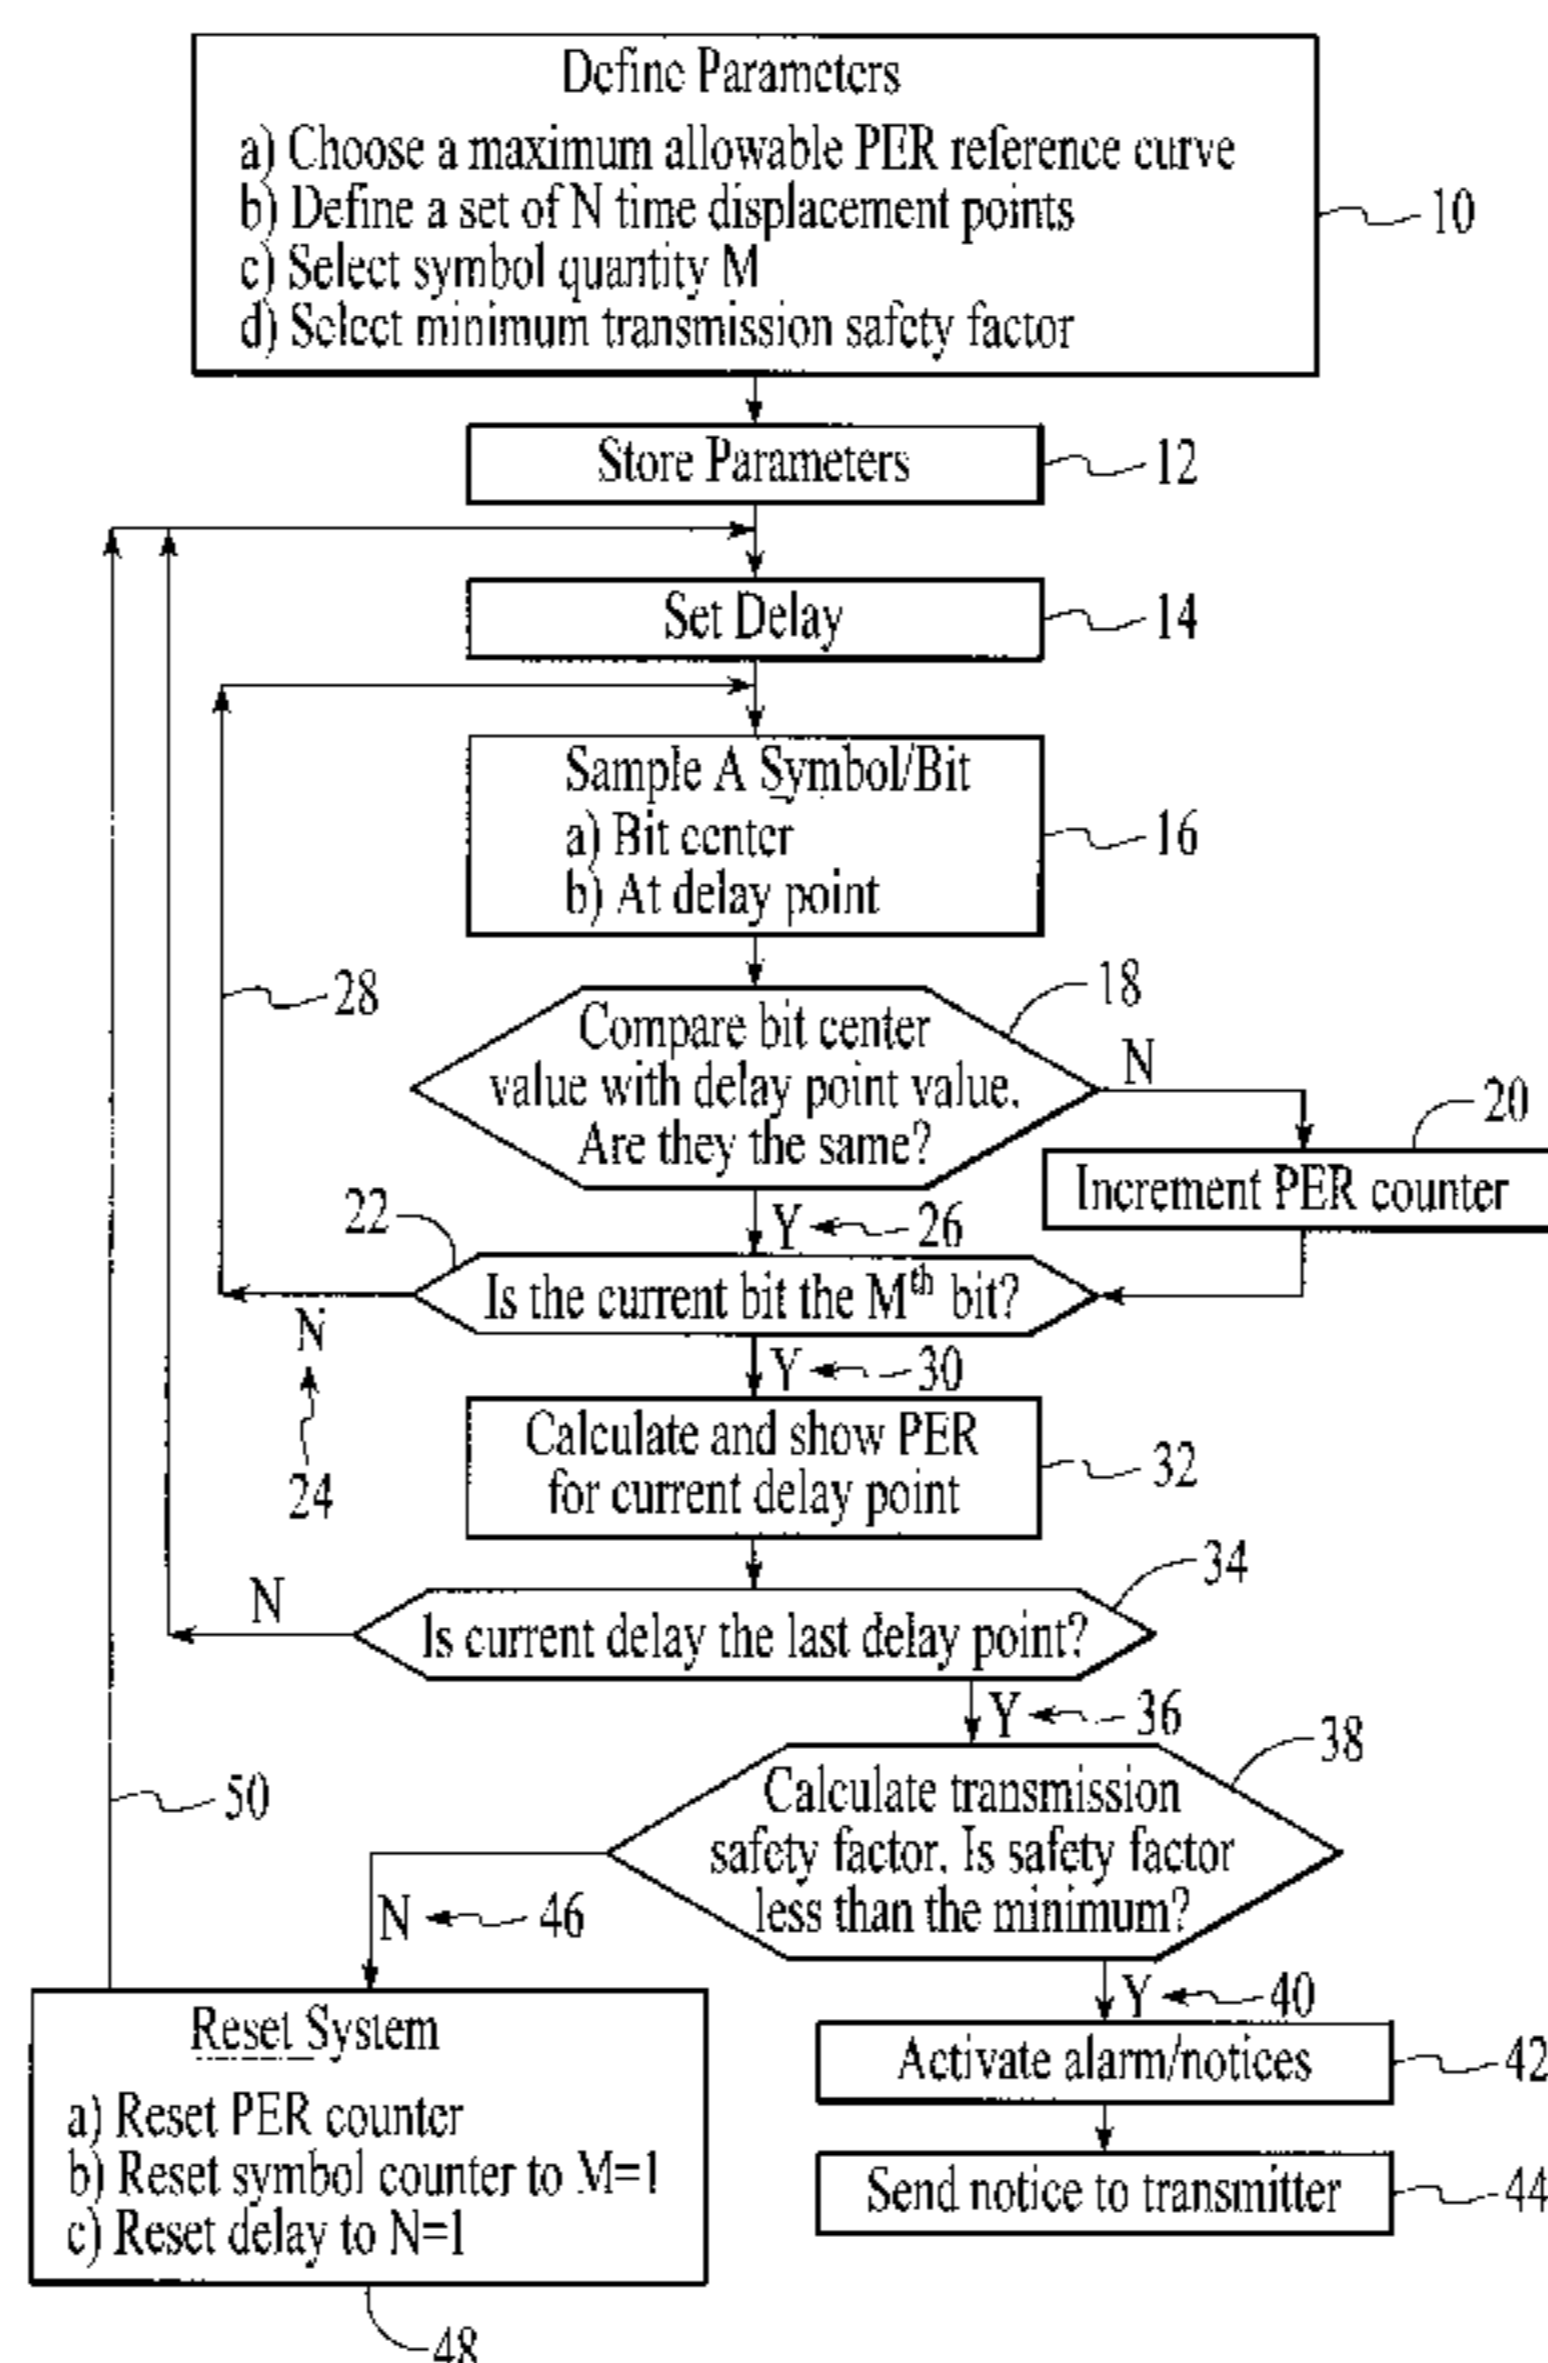 Define Parameters
a) Choose a maximum allowable PER reference curve
b) Define a set of N time displacement points
c) Select symbol quantity M
d) Select minimum transmission safety factor
10
Store Parameters
12
Set Delay
14
Sample A Symbol/Bit
a) Bit center
b) At delay point
16
28
18
Compare bit center
value with delay point value.
Are they the same?
N
20
Increment PER counter
22
Y
26
Is the current bit the Mth bit?
N
24
Y
30
Calculate and show PER
for current delay point
32
34
N
Is current delay the last delay point?
Y
36
38
Calculate transmission
safety factor. Is safety factor
less than the minimum?
50
N
46
Y
40
Reset System
a) Reset PER counter
b) Reset symbol counter to M=1
c) Reset delay to N=1
48
Activate alarm/notices
42
Send notice to transmitter
44